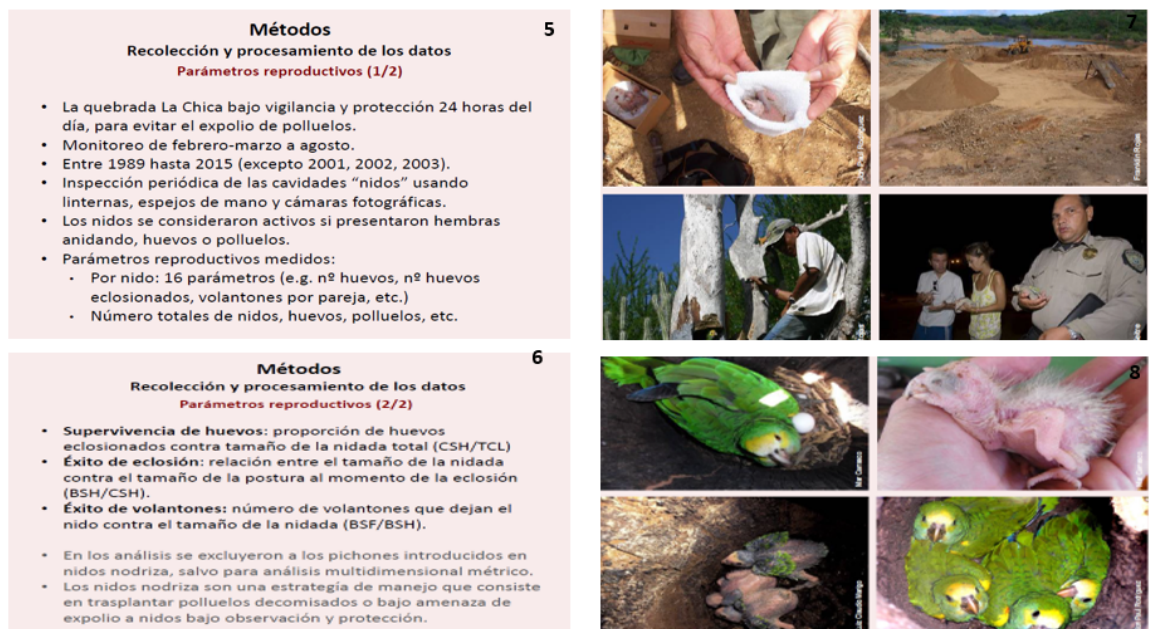 Métodos
5
Recolección y procesamiento de los datos
Parámetros reproductivos (1/2)
• La quebrada La Chica bajo vigilancia y protección 24 horas del
día, para evitar el expolio de polluelos.
• Monitoreo de febrero-marzo a agosto.
• Entre 1989 hasta 2015 (excepto 2001, 2002, 2003).
• Inspección periódica de las cavidades “nidos” usando
linternas, espejos de mano y cámaras fotográficas.
• Los nidos se consideraron activos si presentaron hembras
anidando, huevos o polluelos.
• Parámetros reproductivos medidos:
• Por nido: 16 parámetros (e.g. nº huevos, nº huevos
eclosionados, volantones por pareja, etc.)
• Número totales de nidos, huevos, polluelos, etc.
6
Métodos
Recolección y procesamiento de los datos
Parámetros reproductivos (2/2)
• Supervivencia de huevos: proporción de huevos
eclosionados contra tamaño de la nidada total (CSH/TCL)
• Éxito de eclosión: relación entre el tamaño de la nidada
contra el tamaño de la postura al momento de la eclosión
(BSH/CSH).
• Éxito de volantones: número de volantones que dejan el
nido contra el tamaño de la nidada (BSF/BSH).
• En los análisis se excluyeron a los pichones introducidos en
nidos nodriza, salvo para análisis multidimensional métrico.
• Los nidos nodriza son una estrategía de manejo que consiste
en trasplantar polluelos decomisados o bajo amenaza de
expolio a nidos bajo observación y protección.
7
Jon Paul Rodríguez
Franklin Rojas
8